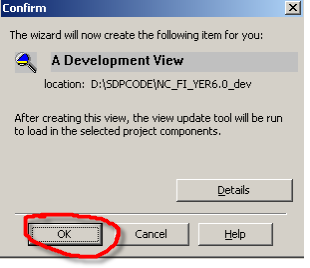 Confirm
The wizard will now create the following item for you:
A Development View
location: D:\SDPCODE\NC_FI_YER6.0_dev
After creating this view, the view update tool will be run
to load in the selected project components.
Details
OK Cancel Help